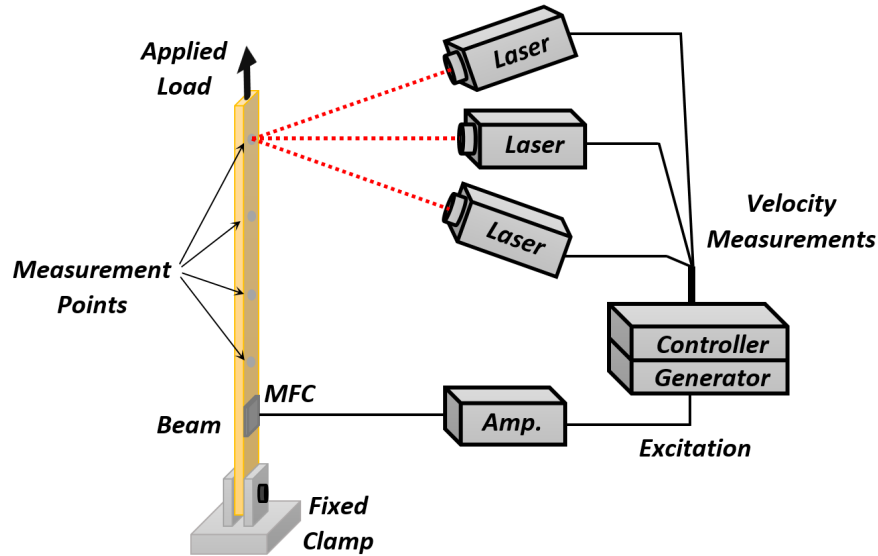 Applied
Load
Laser
Laser
Laser
Velocity
Measurements
Measurement
Points
Controller
Generator
MFC
Beam
Amp.
Excitation
Fixed
Clamp